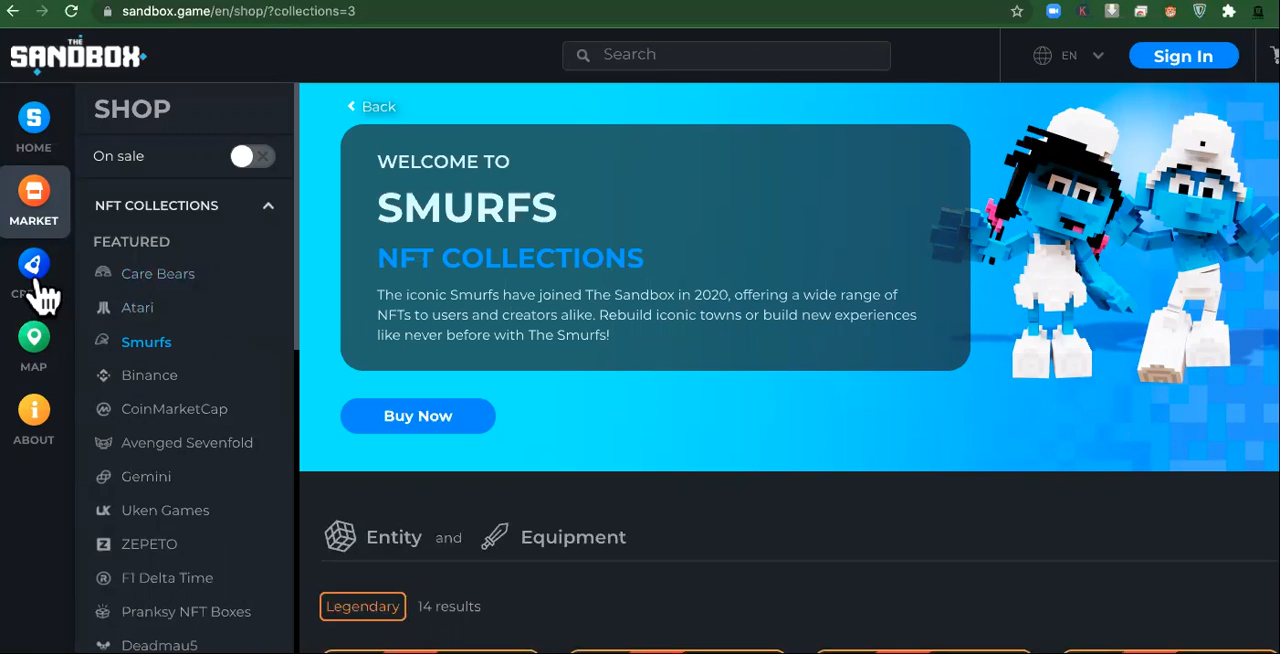 sandbox.game/en/shop/?collections=3
THE
SANDBOX
Search
EN
Sign In
S
HOME
MARKET
MAP
ABOUT
SHOP
On sale
NFT COLLECTIONS
FEATURED
Care Bears
Atari
Smurfs
Binance
CoinMarketCap
Avenged Sevenfold
Gemini
UK Uken Games
ZEPETO
F1 Delta Time
Pranksy NFT Boxes
Deadmau5
Back
WELCOME TO
SMURFS
NFT COLLECTIONS
The iconic Smurfs have joined The Sandbox in 2020, offering a wide range of
NFTs to users and creators alike. Rebuild iconic towns or build new experiences
like never before with The Smurfs!
Buy Now
Entity and Equipment
Legendary 14 results